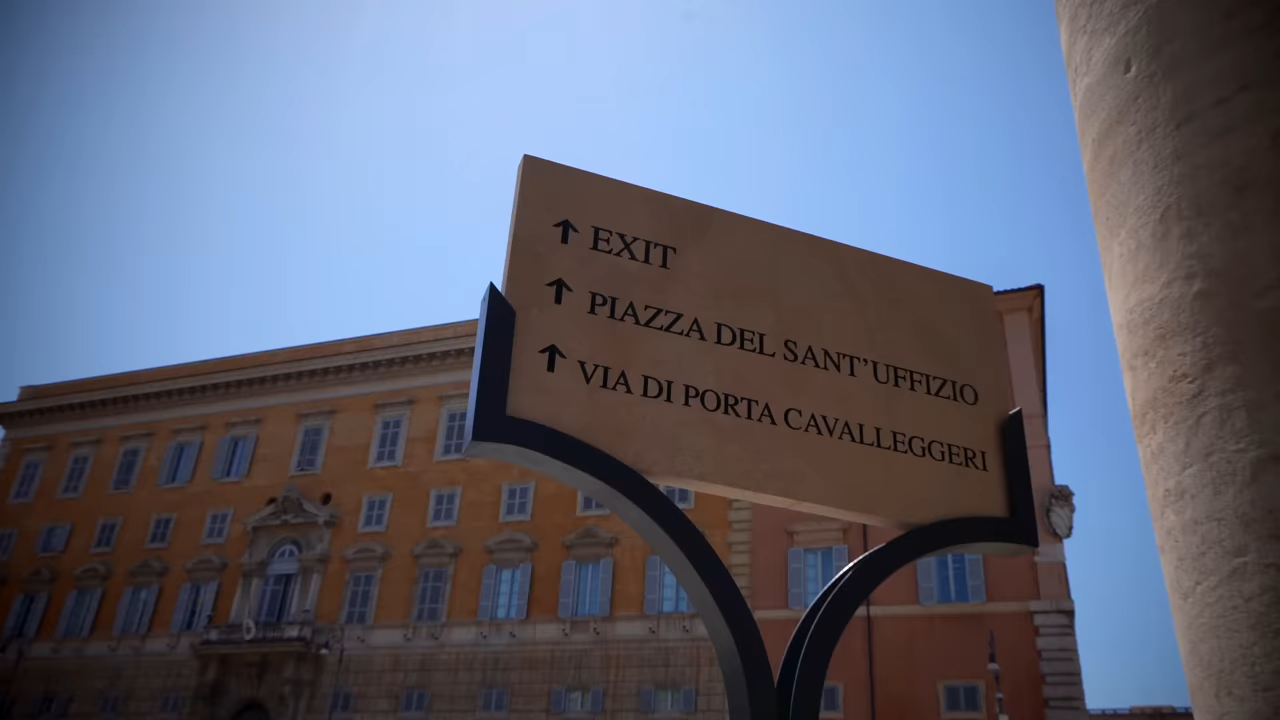 ↑ EXIT
↑ PIAZZA DEL SANT'UFFIZIO
↑ VIA DI PORTA CAVALLEGGERI